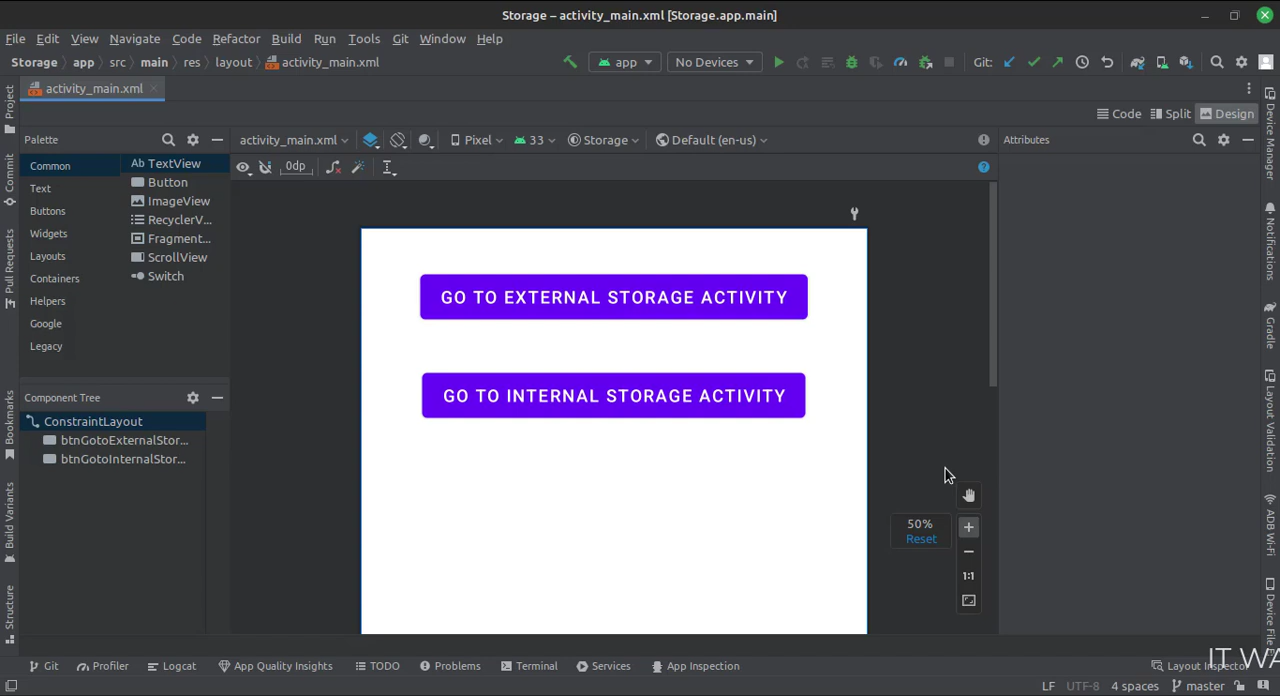 Storage – activity_main.xml [Storage.app.main]
File Edit View Navigate Code Refactor Build Run Tools Git Window Help
Storage app src main res layout activity_main.xml app No Devices Git:
activity_main.xml
Code Split Design
Palette activity_main.xml Pixel 33 Storage Default (en-us) Attributes
0dp
Common
Text
Buttons
Widgets
Layouts
Containers
Helpers
Google
Legacy
Ab TextView
Button
ImageView
RecyclerV...
Fragment...
ScrollView
Switch
Component Tree
ConstraintLayout
btnGotoExternalStor...
btnGotoInternalStor...
GO TO EXTERNAL STORAGE ACTIVITY
GO TO INTERNAL STORAGE ACTIVITY
50%
Reset
1:1
Project
Commit
Pull Requests
Bookmarks
Build Variants
Structure
Device Manager
Notifications
Gradle
Layout Validation
ADB Wi-Fi
Device File
Git Profiler Logcat App Quality Insights TODO Problems Terminal Services App Inspection Layout Inspector
IT WA
LF UTF-8 4 spaces master